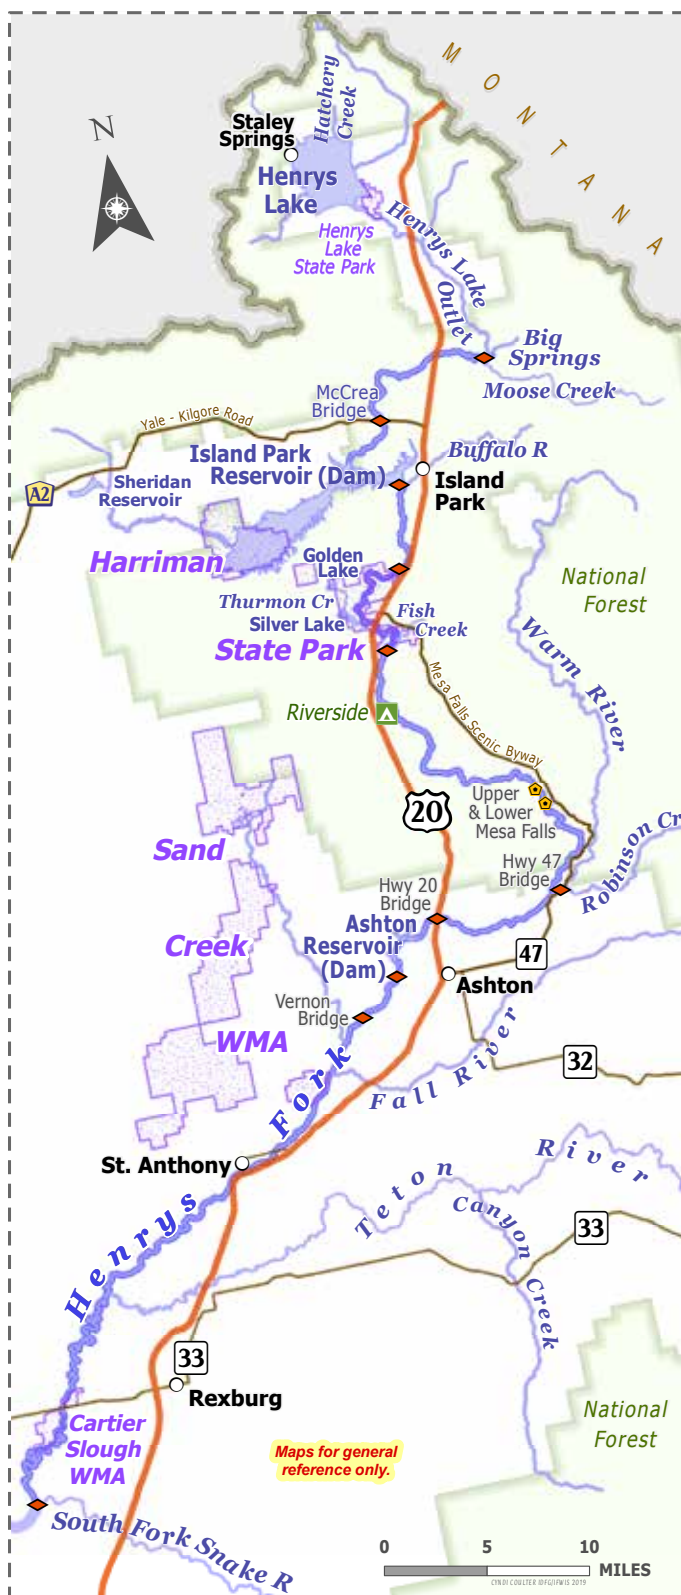 MONTANA
N
Hatchery
Creek
Staley
Springs
Henrys
Lake
Henrys
Lake
State Park
Henrys Lake
Outlet
Big
Springs
Moose Creek
McCrea
Bridge
Yale - Kilgore Road
Buffalo R
Island Park
Reservoir (Dam)
Island
Park
A2
Sheridan
Reservoir
Harriman
Golden
Lake
National
Forest
Thurmon Cr
Silver Lake
Fish
Creek
State Park
Warm River
Mesa Falls Scenic Byway
Riverside
20
Upper
& Lower
Mesa Falls
Sand
Robinson Cr
Hwy 47
Bridge
Hwy 20
Bridge
Creek
Ashton
Reservoir
(Dam)
47
Ashton
Vernon
Bridge
WMA
32
Fall River
Henrys Fork
St. Anthony
Teton River
Canyon Creek
33
33
Rexburg
Cartier
Slough
WMA
National
Forest
Maps for general
reference only.
South Fork Snake R
0 5 10
MILES
CYNDI COULTER IDFG/IFWIS 2019